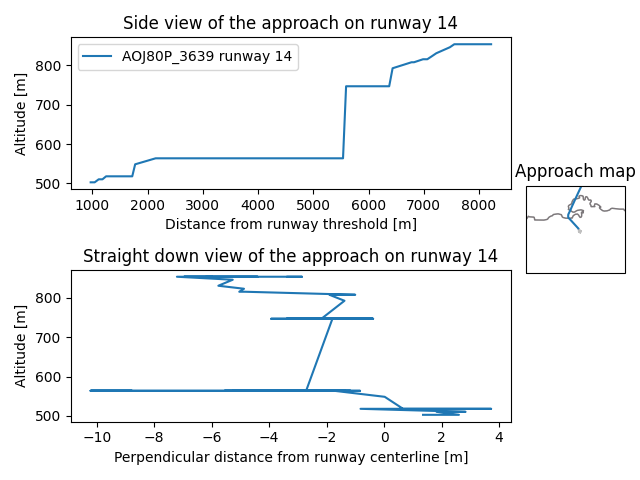 Side view of the approach on runway 14
AOJ80P_3639 runway 14
Altitude [m]
800
700
600
500
1000 2000 3000 4000 5000 6000 7000 8000
Distance from runway threshold [m]
Approach map
Straight down view of the approach on runway 14
Altitude [m]
800
700
600
500
−10 −8 −6 −4 −2 0 2 4
Perpendicular distance from runway centerline [m]